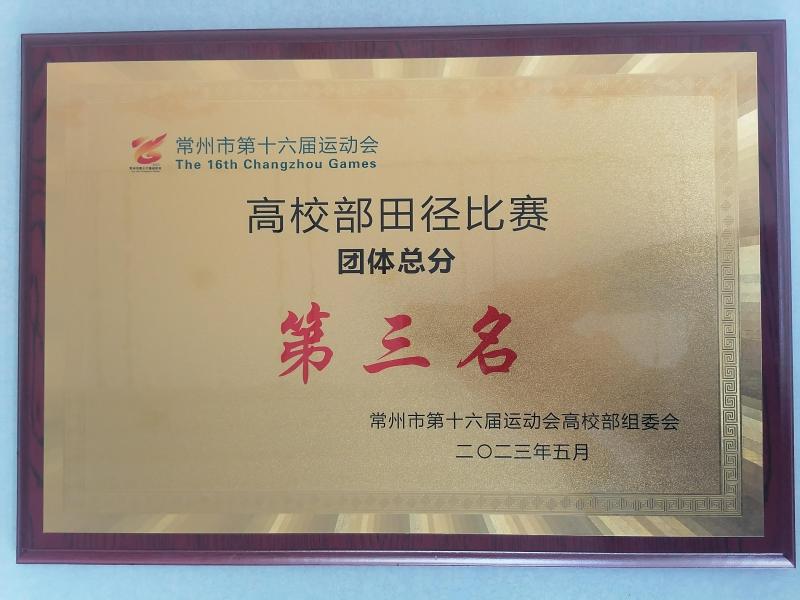 常州市第十六届运动会
The 16th Changzhou Games
高校部田径比赛
团体总分
第三名
常州市第十六届运动会高校部组委会
二〇二三年五月